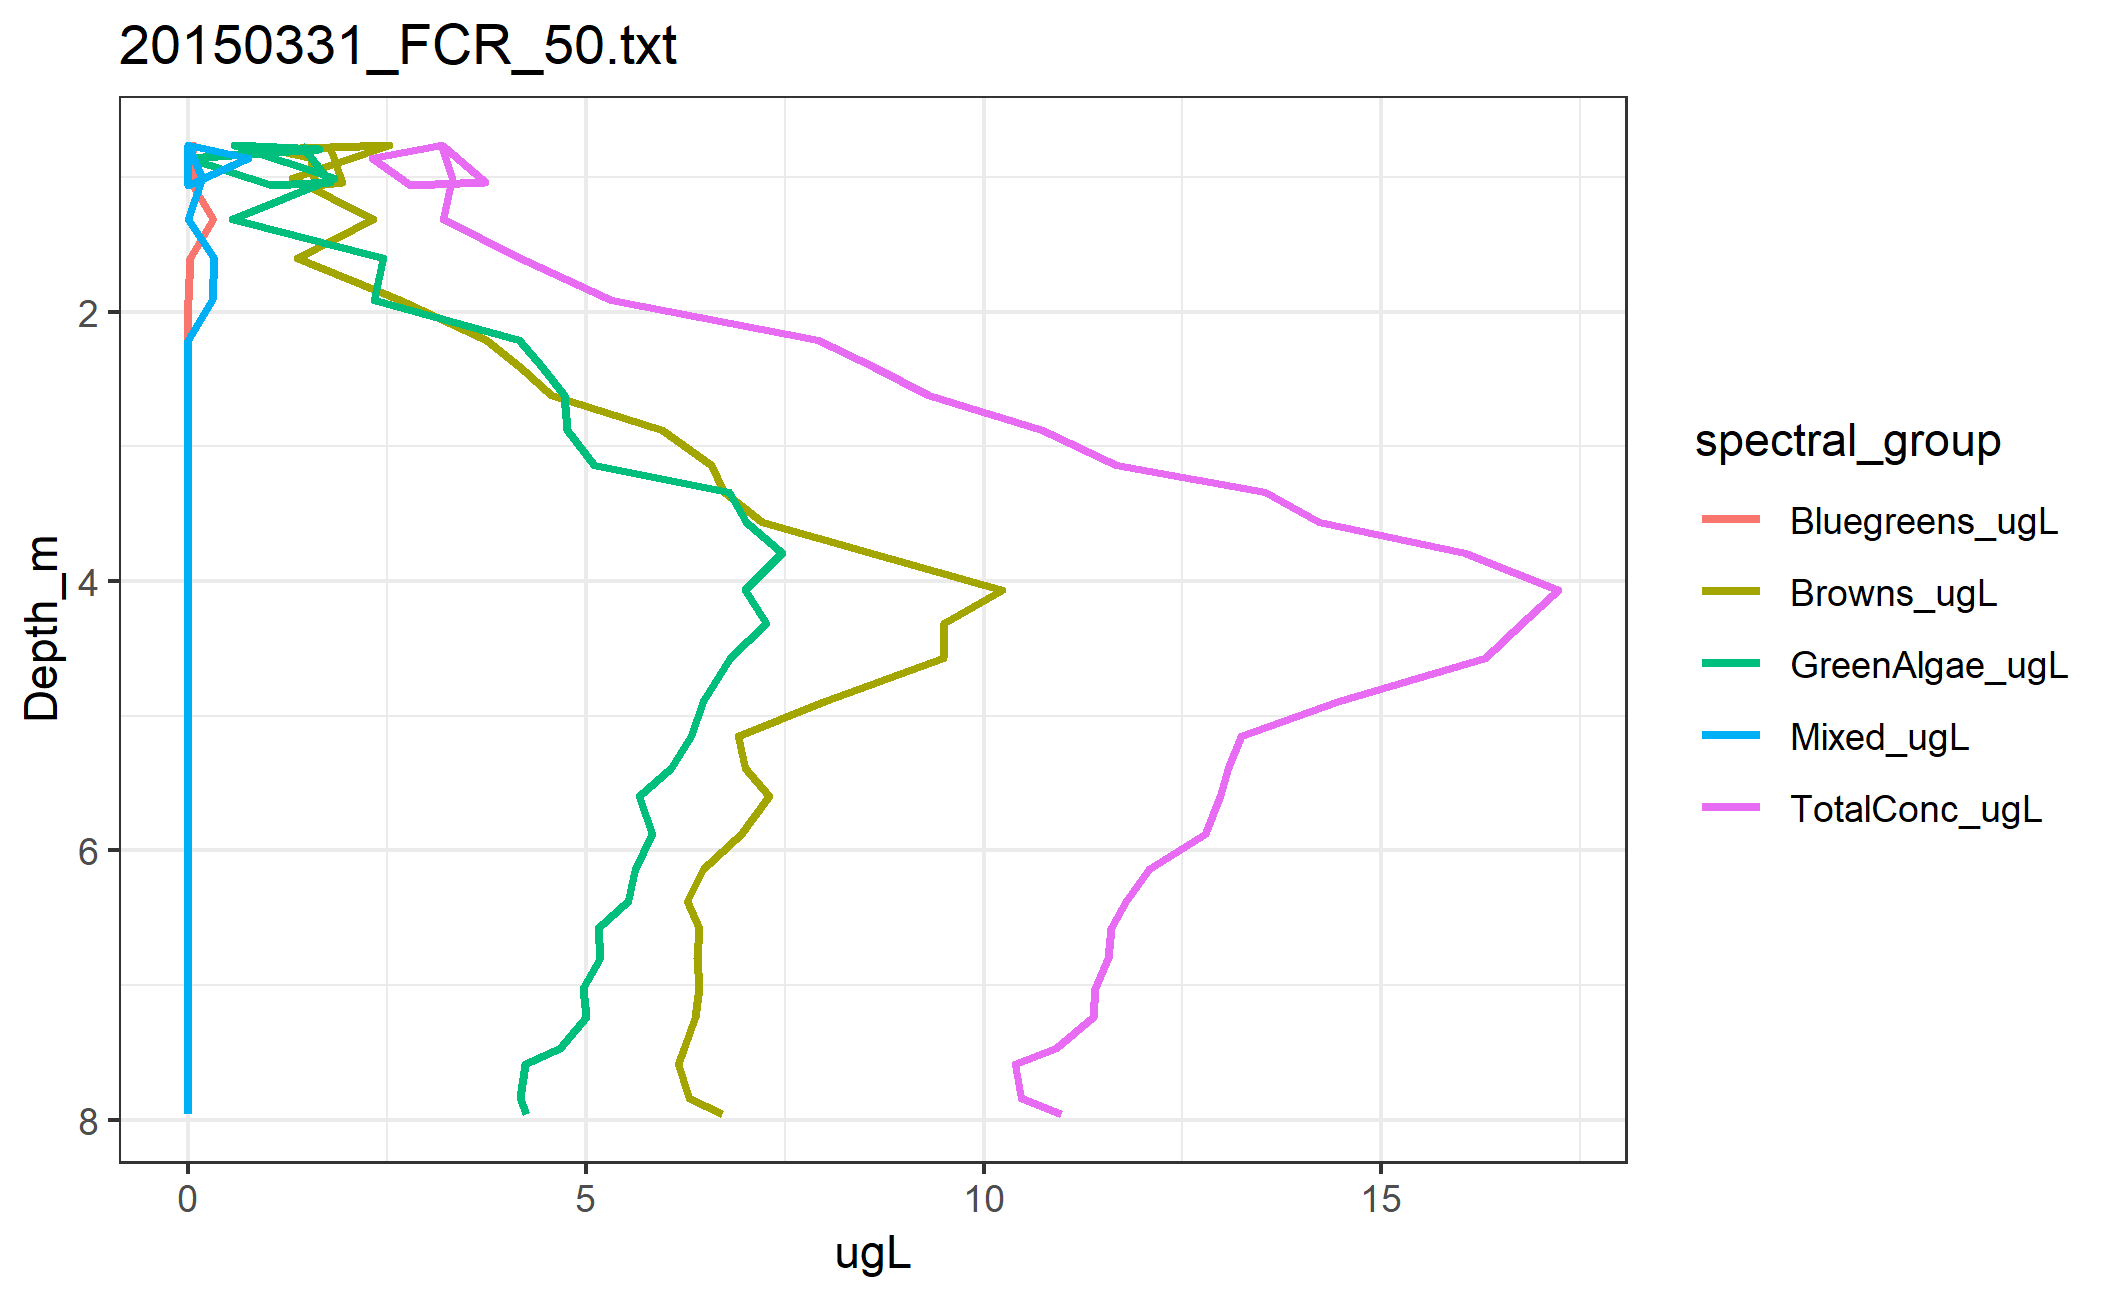 20150331_FCR_50.txt
Depth_m
2
4
6
8
0
5
10
15
ugL
spectral_group
Bluegreens_ugL
Browns_ugL
GreenAlgae_ugL
Mixed_ugL
TotalConc_ugL